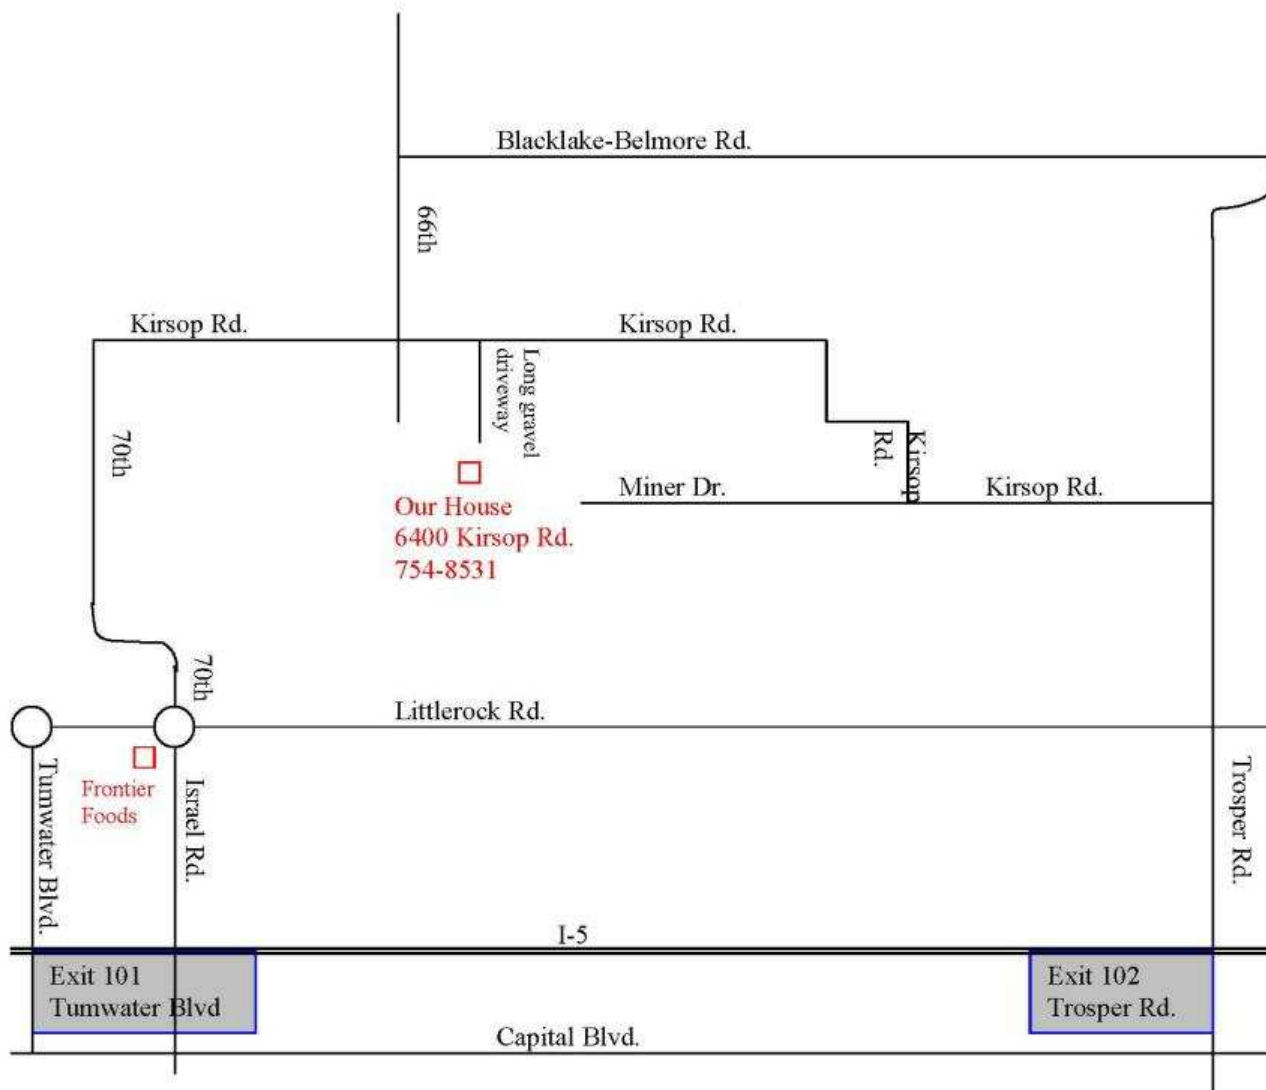 Blacklake-Belmore Rd.
66th
Kirsop Rd.
Kirsop Rd.
Long gravel
driveway
70th
Kirsop
Rd.
Miner Dr.
Kirsop Rd.
Our House
6400 Kirsop Rd.
754-8531
70th
Littlerock Rd.
Tumwater Blvd.
Frontier
Foods
Israel Rd.
Trosper Rd.
I-5
Exit 101
Tumwater Blvd
Exit 102
Trosper Rd.
Capital Blvd.